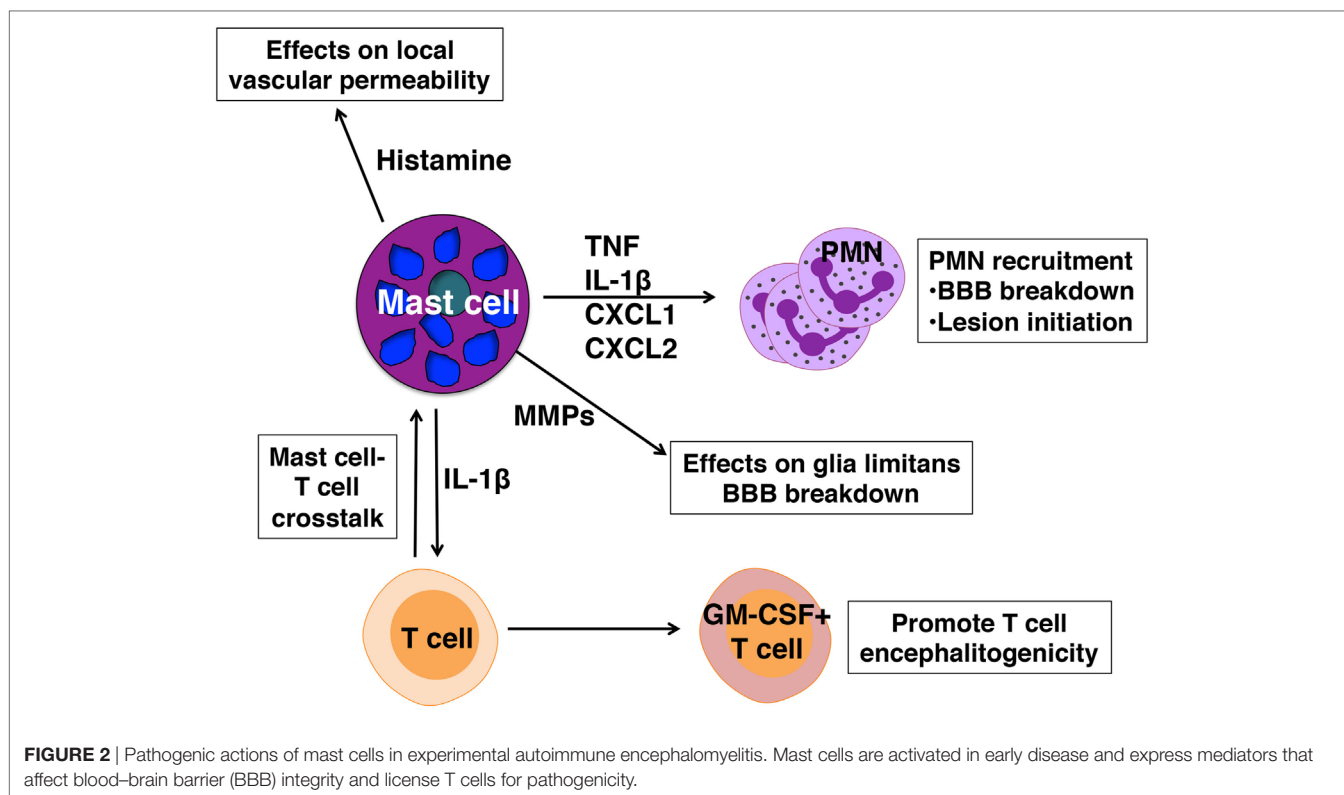 Effects on local
vascular permeability
Histamine
Mast cell
TNF
IL-1β
CXCL1
CXCL2
PMN
PMN recruitment
•BBB breakdown
•Lesion initiation
MMPs
Effects on glia limitans
BBB breakdown
Mast cell-
T cell
crosstalk
IL-1β
T cell
GM-CSF+
T cell
Promote T cell
encephalitogenicity
FIGURE 2 | Pathogenic actions of mast cells in experimental autoimmune encephalomyelitis. Mast cells are activated in early disease and express mediators that
affect blood–brain barrier (BBB) integrity and license T cells for pathogenicity.